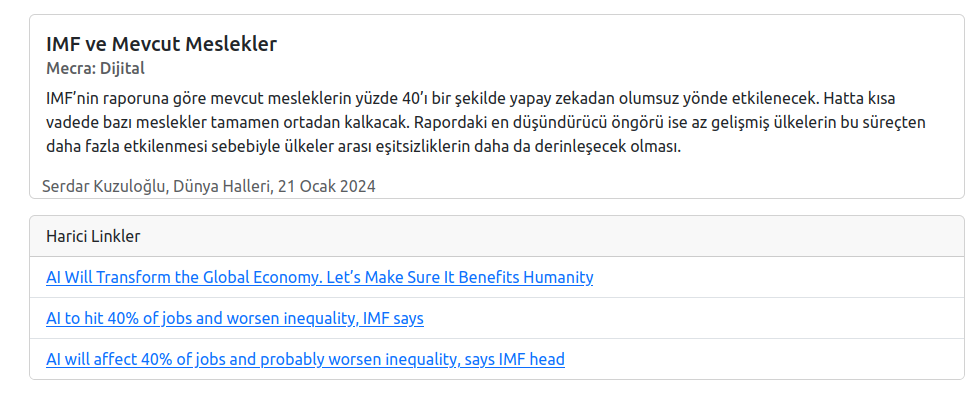 IMF ve Mevcut Meslekler
Mecra: Dijital
IMF’nin raporuna göre mevcut mesleklerin yüzde 40’ı bir şekilde yapay zekadan olumsuz yönde etkilenecek. Hatta kısa
vadede bazı meslekler tamamen ortadan kalkacak. Rapordaki en düşündürücü öngörü ise az gelişmiş ülkelerin bu süreçten
daha fazla etkilenmesi sebebiyle ülkeler arası eşitsizliklerin daha da derinleşecek olması.
Serdar Kuzuloğlu, Dünya Halleri, 21 Ocak 2024
Harici Linkler
AI Will Transform the Global Economy. Let’s Make Sure It Benefits Humanity
AI to hit 40% of jobs and worsen inequality, IMF says
AI will affect 40% of jobs and probably worsen inequality, says IMF head